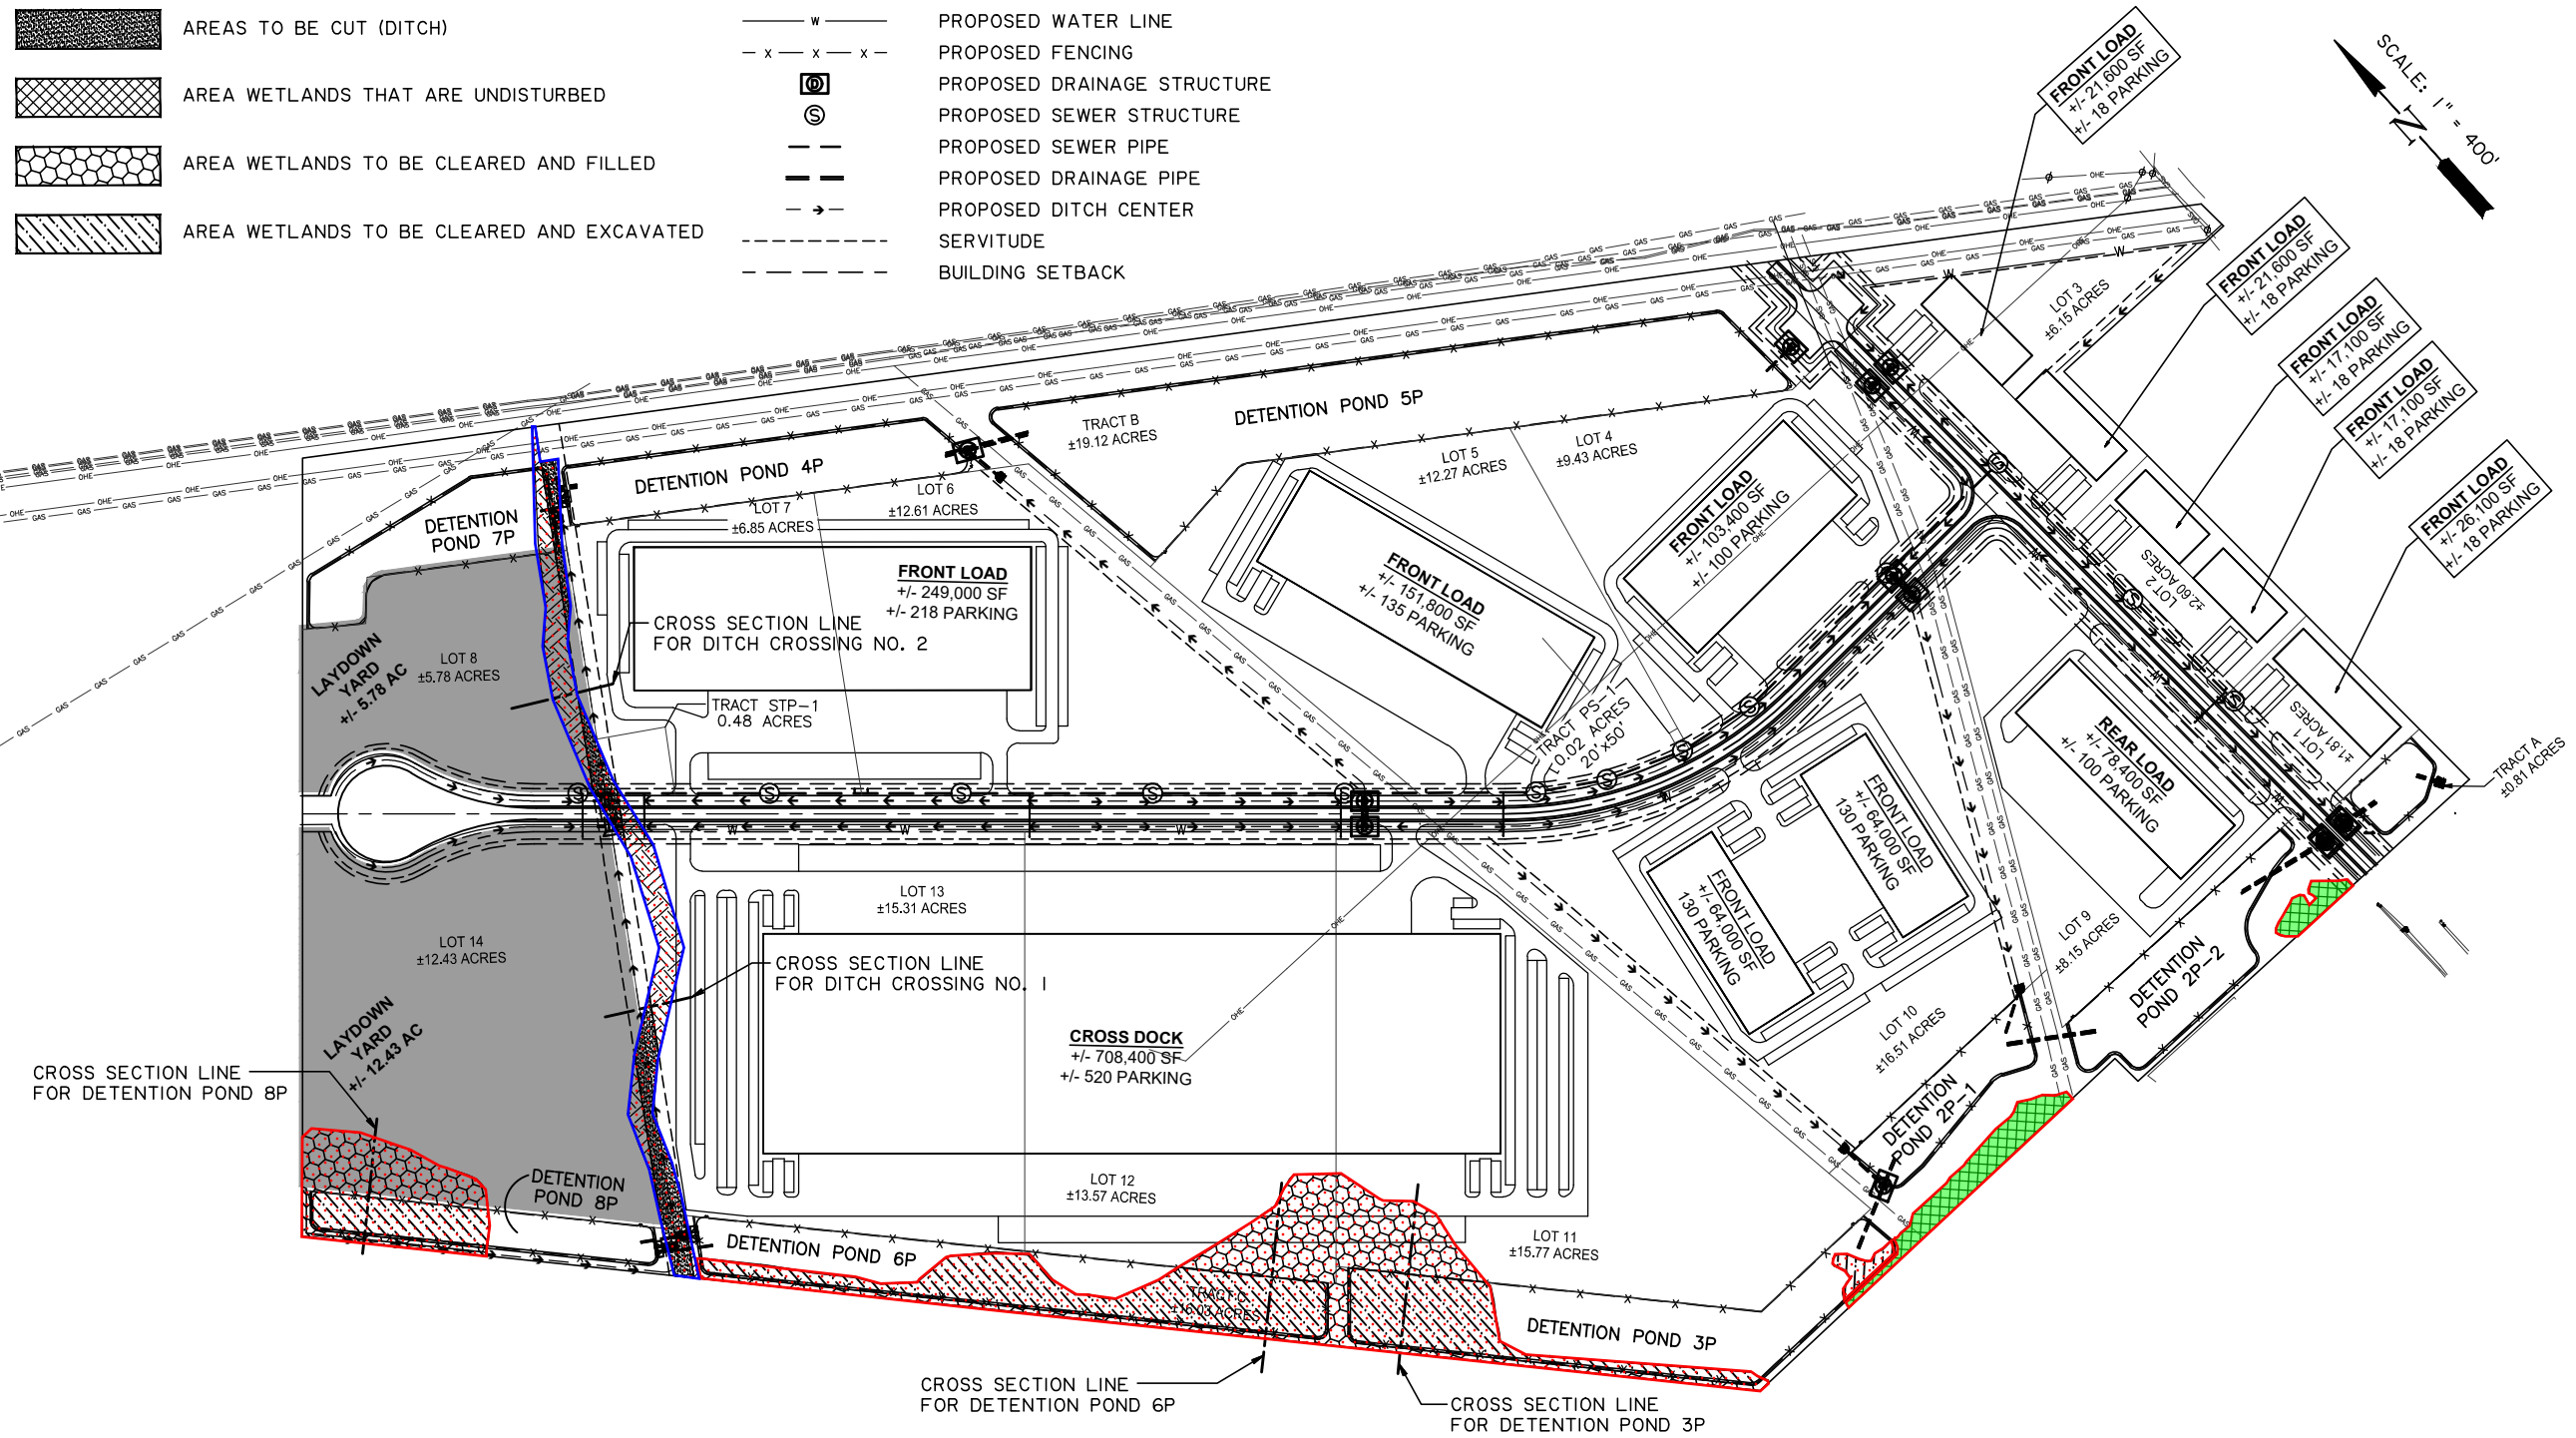 AREAS TO BE CUT (DITCH)
AREA WETLANDS THAT ARE UNDISTURBED
AREA WETLANDS TO BE CLEARED AND FILLED
AREA WETLANDS TO BE CLEARED AND EXCAVATED
W
PROPOSED WATER LINE
X X X
PROPOSED FENCING
D
PROPOSED DRAINAGE STRUCTURE
S
PROPOSED SEWER STRUCTURE
PROPOSED SEWER PIPE
PROPOSED DRAINAGE PIPE
PROPOSED DITCH CENTER
SERVITUDE
BUILDING SETBACK
SCALE: 1" = 400'
N
FRONT LOAD
+/- 21,600 SF
+/- 18 PARKING
FRONT LOAD
+/- 21,600 SF
+/- 18 PARKING
FRONT LOAD
+/- 17,100 SF
+/- 18 PARKING
FRONT LOAD
+/- 17,100 SF
+/- 18 PARKING
FRONT LOAD
+/- 26,100 SF
+/- 18 PARKING
LOT 3
±6.15 ACRES
LOT 2
±2.60 ACRES
LOT 1
±1.81 ACRES
TRACT A
±0.81 ACRES
DETENTION POND 5P
TRACT B
±19.12 ACRES
LOT 5
±12.27 ACRES
LOT 4
±9.43 ACRES
DETENTION POND 4P
LOT 7
±6.85 ACRES
LOT 6
±12.61 ACRES
DETENTION
POND 7P
FRONT LOAD
+/- 249,000 SF
+/- 218 PARKING
FRONT LOAD
+/- 151,800 SF
+/- 135 PARKING
FRONT LOAD
+/- 103,400 SF
+/- 100 PARKING
CROSS SECTION LINE
FOR DITCH CROSSING NO. 2
LAYDOWN
YARD
+/- 5.78 AC
LOT 8
±5.78 ACRES
TRACT STP-1
0.48 ACRES
TRACT PS-1
0.02 ACRES
20'x50'
REAR LOAD
+/- 78,400 SF
+/- 100 PARKING
FRONT LOAD
+/- 64,000 SF
130 PARKING
FRONT LOAD
+/- 64,000 SF
130 PARKING
LOT 13
±15.31 ACRES
LOT 14
±12.43 ACRES
CROSS SECTION LINE
FOR DITCH CROSSING NO. 1
LAYDOWN
YARD
+/- 12.43 AC
CROSS DOCK
+/- 708,400 SF
+/- 520 PARKING
LOT 9
±8.15 ACRES
DETENTION
POND 2P-2
LOT 10
±16.51 ACRES
DETENTION
POND 2P-1
CROSS SECTION LINE
FOR DETENTION POND 8P
DETENTION
POND 8P
LOT 12
±13.57 ACRES
LOT 11
±15.77 ACRES
DETENTION POND 6P
TRACT C
±16.03 ACRES
DETENTION POND 3P
CROSS SECTION LINE
FOR DETENTION POND 6P
CROSS SECTION LINE
FOR DETENTION POND 3P